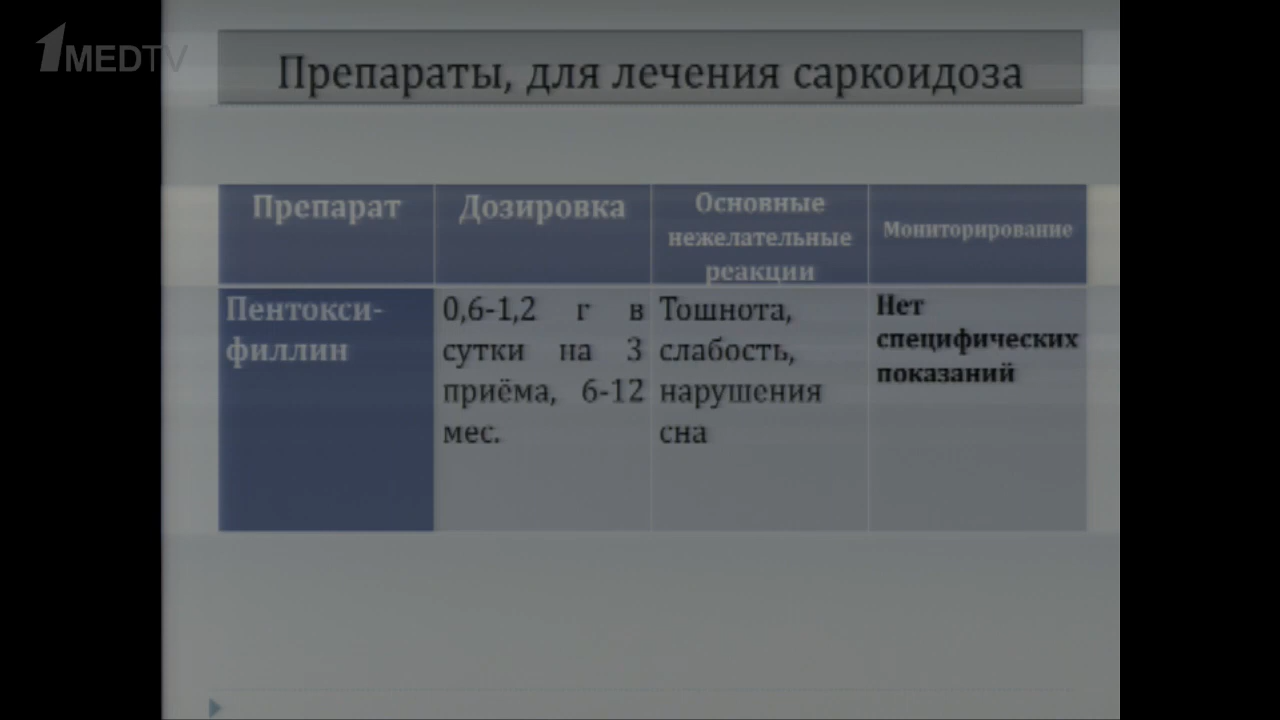 1MEDTV
Препараты, для лечения саркоидоза
Препарат
Дозировка
Основные
нежелательные
реакции
Мониторирование
Пентокси-
филлин
0,6-1,2 г в
сутки на 3
приёма, 6-12
мес.
Тошнота,
слабость,
нарушения
сна
Нет
специфических
показаний